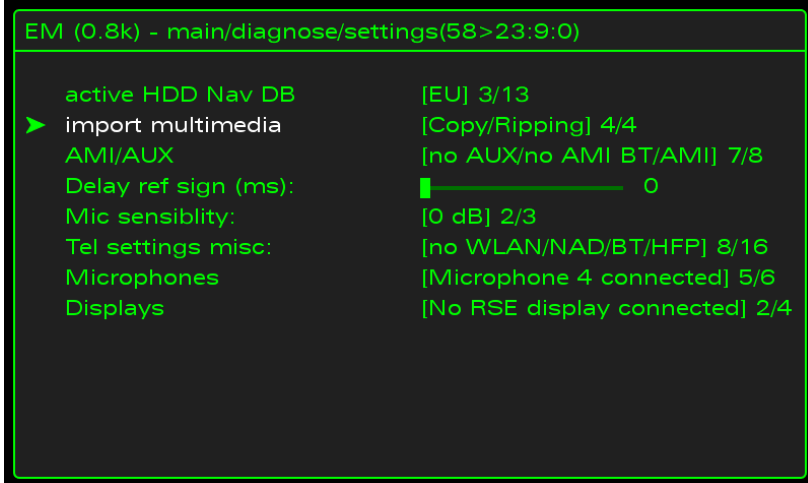 EM (0.8k) - main/diagnose/settings(58>23:9:0)
active HDD Nav DB [EU] 3/13
import multimedia [Copy/Ripping] 4/4
AMI/AUX [no AUX/no AMI BT/AMI] 7/8
Delay ref sign (ms): 0
Mic sensiblity: [0 dB] 2/3
Tel settings misc: [no WLAN/NAD/BT/HFP] 8/16
Microphones [Microphone 4 connected] 5/6
Displays [No RSE display connected] 2/4